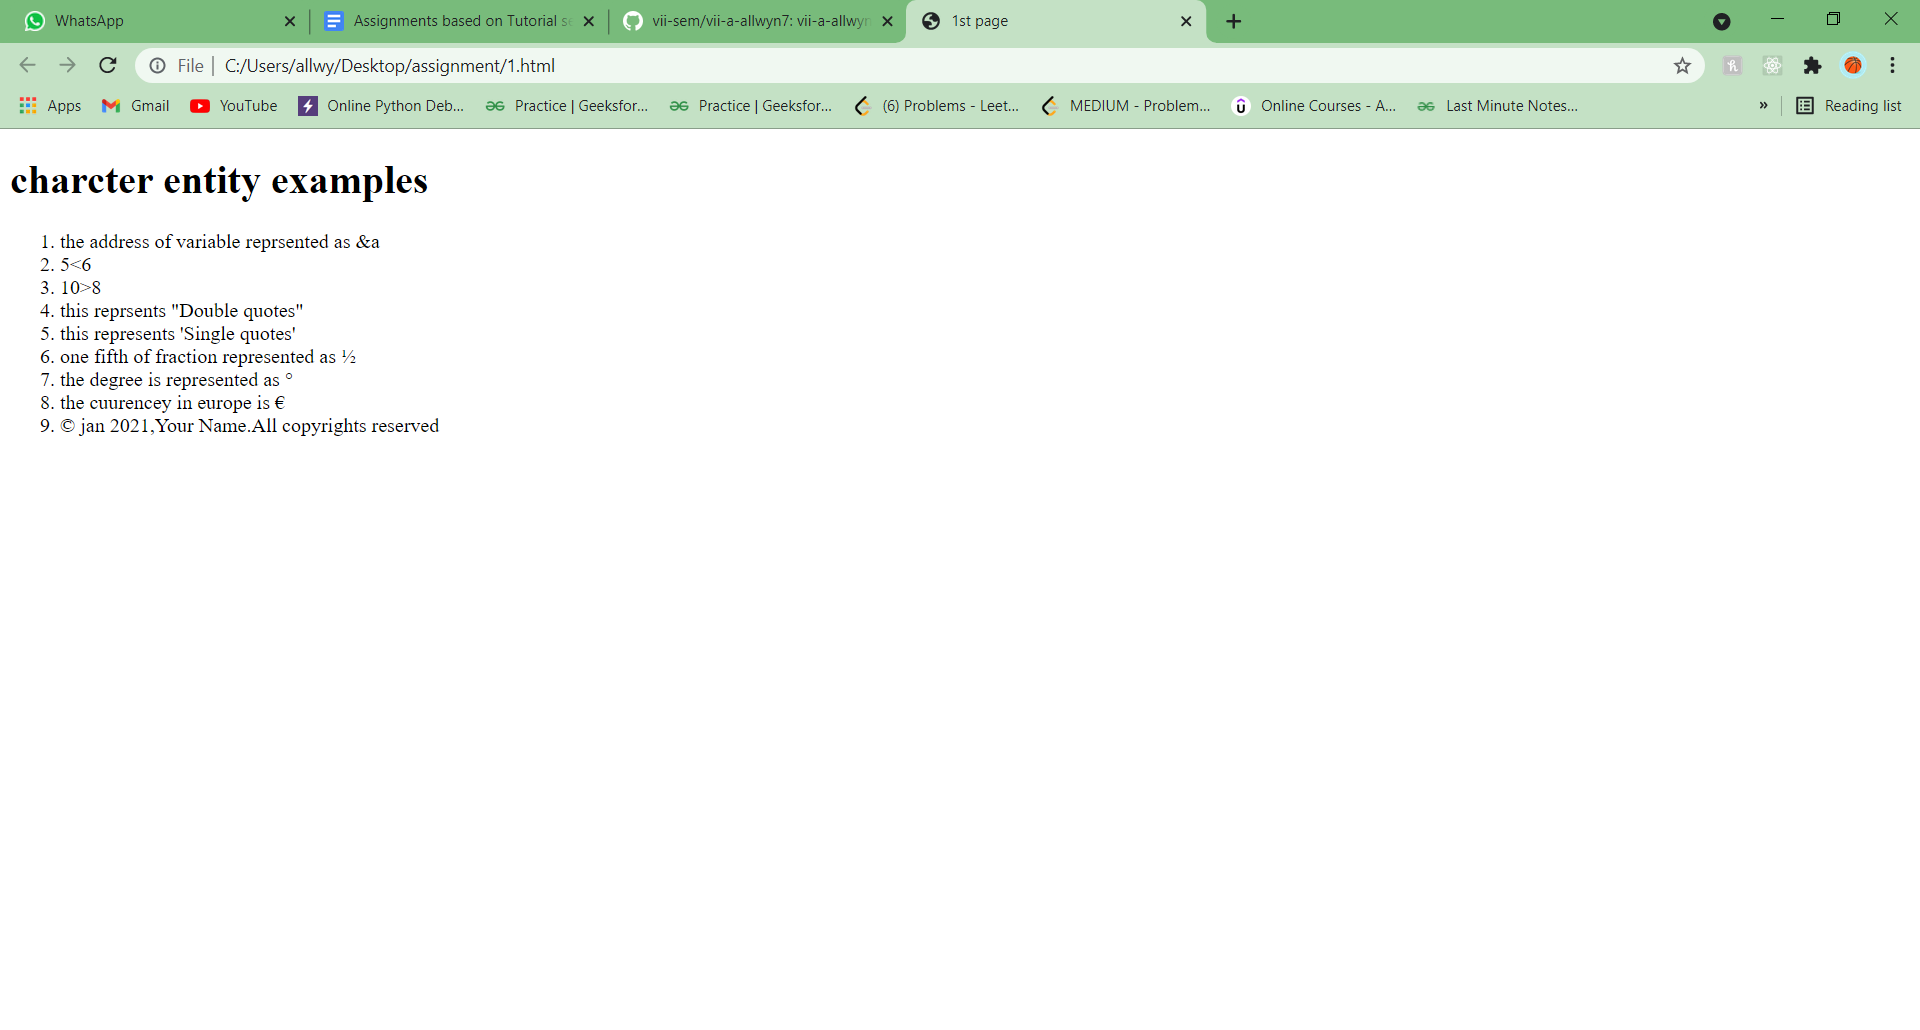 WhatsApp
Assignments based on Tutorial se
vii-sem/vii-a-allwyn7: vii-a-allwyn
1st page
File | C:/Users/allwy/Desktop/assignment/1.html
Apps Gmail YouTube Online Python Deb... Practice | Geeksfor... Practice | Geeksfor... (6) Problems - Leet... MEDIUM - Problem... Online Courses - A... Last Minute Notes... » Reading list
charcter entity examples
1. the address of variable reprsented as &a
2. 5<6
3. 10>8
4. this reprsents "Double quotes"
5. this represents 'Single quotes'
6. one fifth of fraction represented as ½
7. the degree is represented as °
8. the cuurencey in europe is €
9. © jan 2021,Your Name.All copyrights reserved